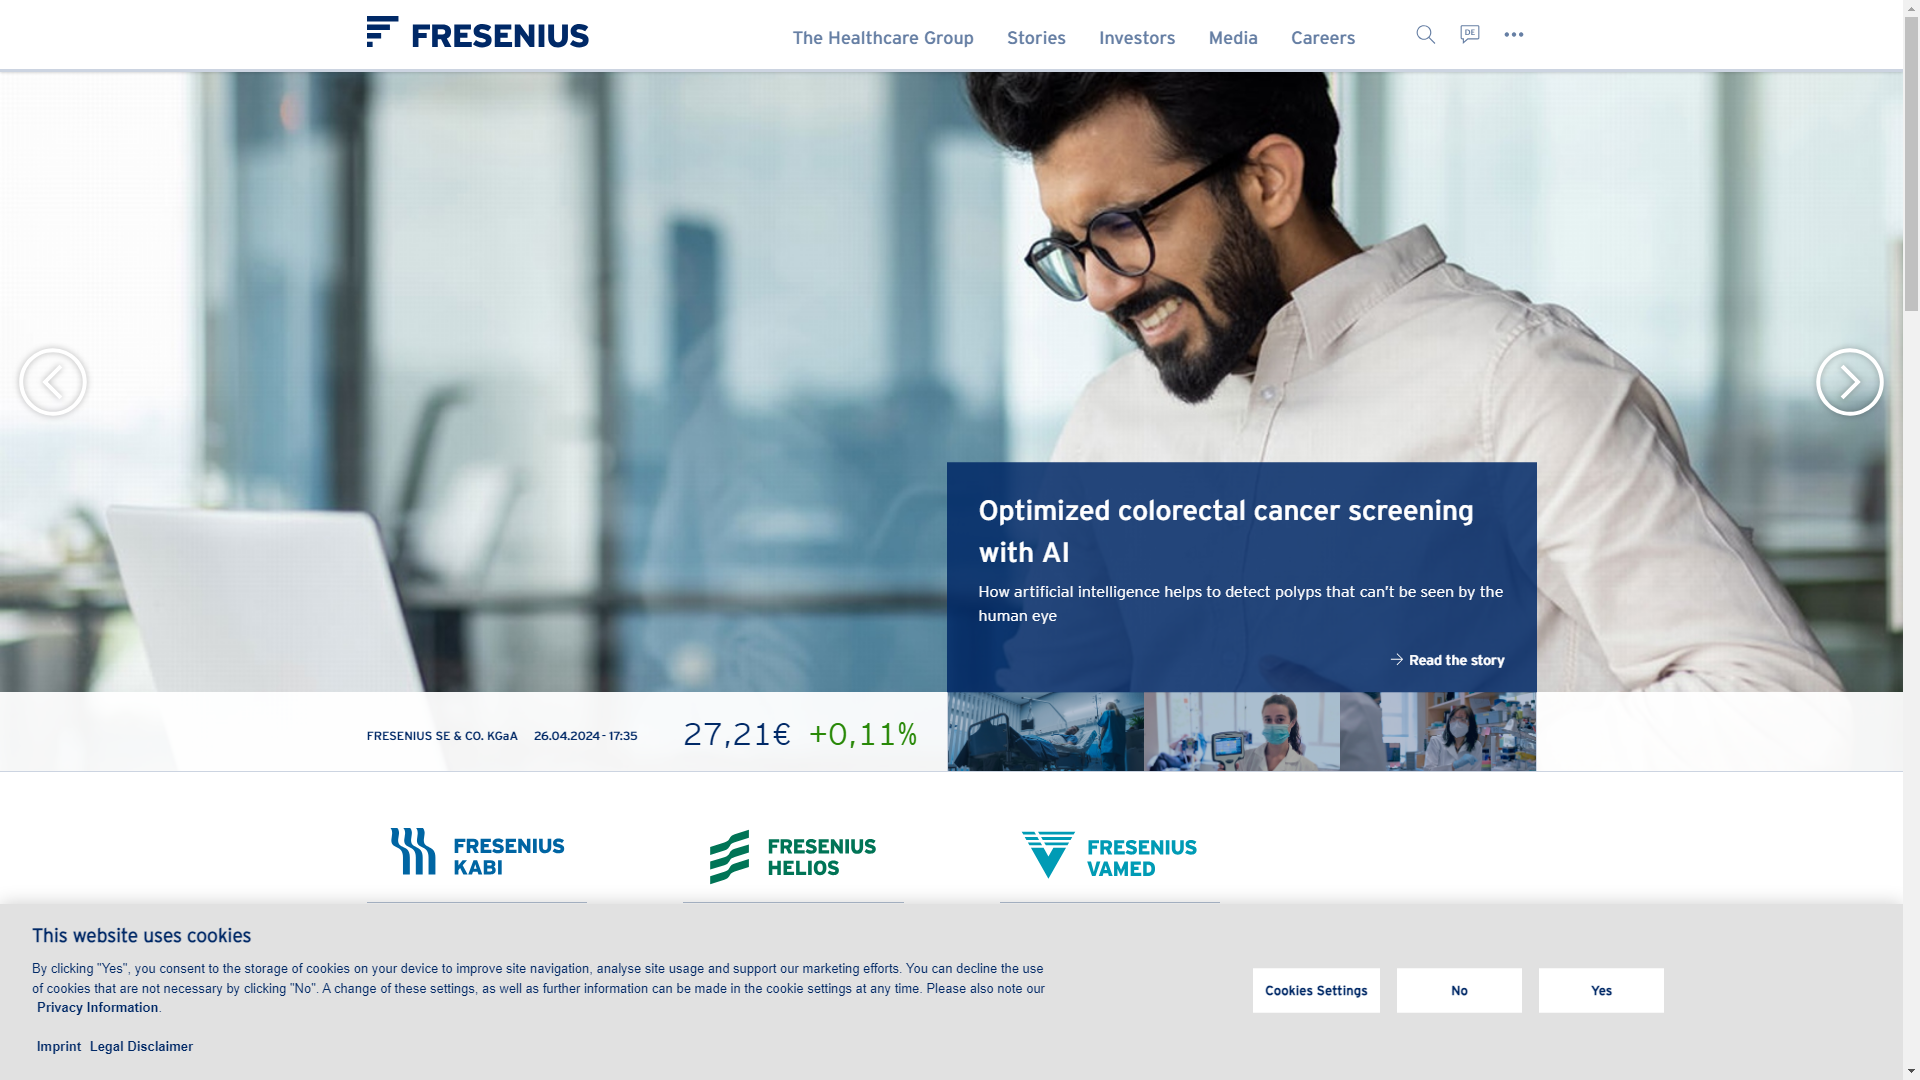 FRESENIUS
The Healthcare Group
Stories
Investors
Media
Careers
DE
Optimized colorectal cancer screening
with AI
How artificial intelligence helps to detect polyps that can't be seen by the
human eye
Read the story
FRESENIUS SE & CO. KGaA 26.04.2024 - 17:35 27,21€ +0,11%
FRESENIUS
KABI
FRESENIUS
HELIOS
FRESENIUS
VAMED
This website uses cookies
By clicking "Yes", you consent to the storage of cookies on your device to improve site navigation, analyse site usage and support our marketing efforts. You can decline the use
of cookies that are not necessary by clicking "No". A change of these settings, as well as further information can be made in the cookie settings at any time. Please also note our
Privacy Information.
Imprint Legal Disclaimer
Cookies Settings
No
Yes